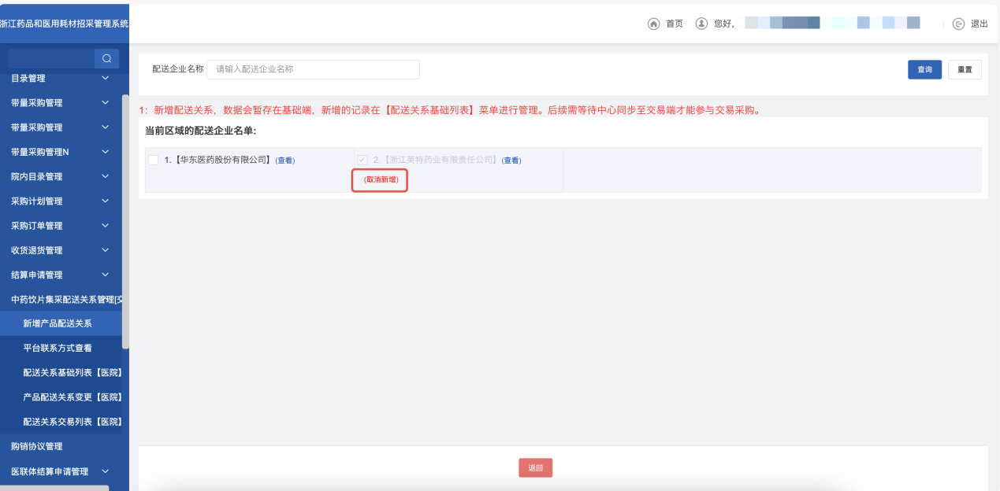 浙江药品和医用耗材招采管理系统
首页
您好,
退出
目录管理
带量采购管理
带量采购管理
带量采购管理N
院内目录管理
采购计划管理
采购订单管理
收货退货管理
结算申请管理
中药饮片集采配送关系管理[交
新增产品配送关系
平台联系方式查看
配送关系基础列表【医院】
产品配送关系变更【医院】
配送关系交易列表【医院】
购销协议管理
医联体结算申请管理
配送企业名称 请输入配送企业名称
查询 重置
1：新增配送关系，数据会暂存在基础端，新增的记录在【配送关系基础列表】菜单进行管理。后续需等待中心同步至交易端才能参与交易采购。
当前区域的配送企业名单:
1.【华东医药股份有限公司】(查看)
2.【浙江英特药业有限责任公司】(查看)
(取消新增)
返回